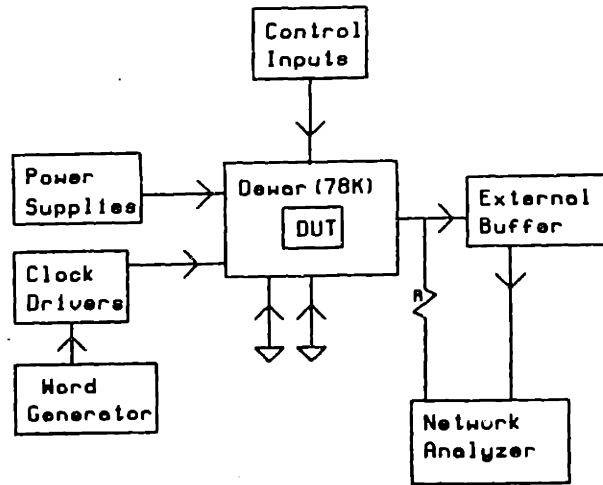 Control
Inputs
Power
Supplies
Dewar (78K)
DUT
External
Buffer
Clock
Drivers
R
Word
Generator
Network
Analyzer